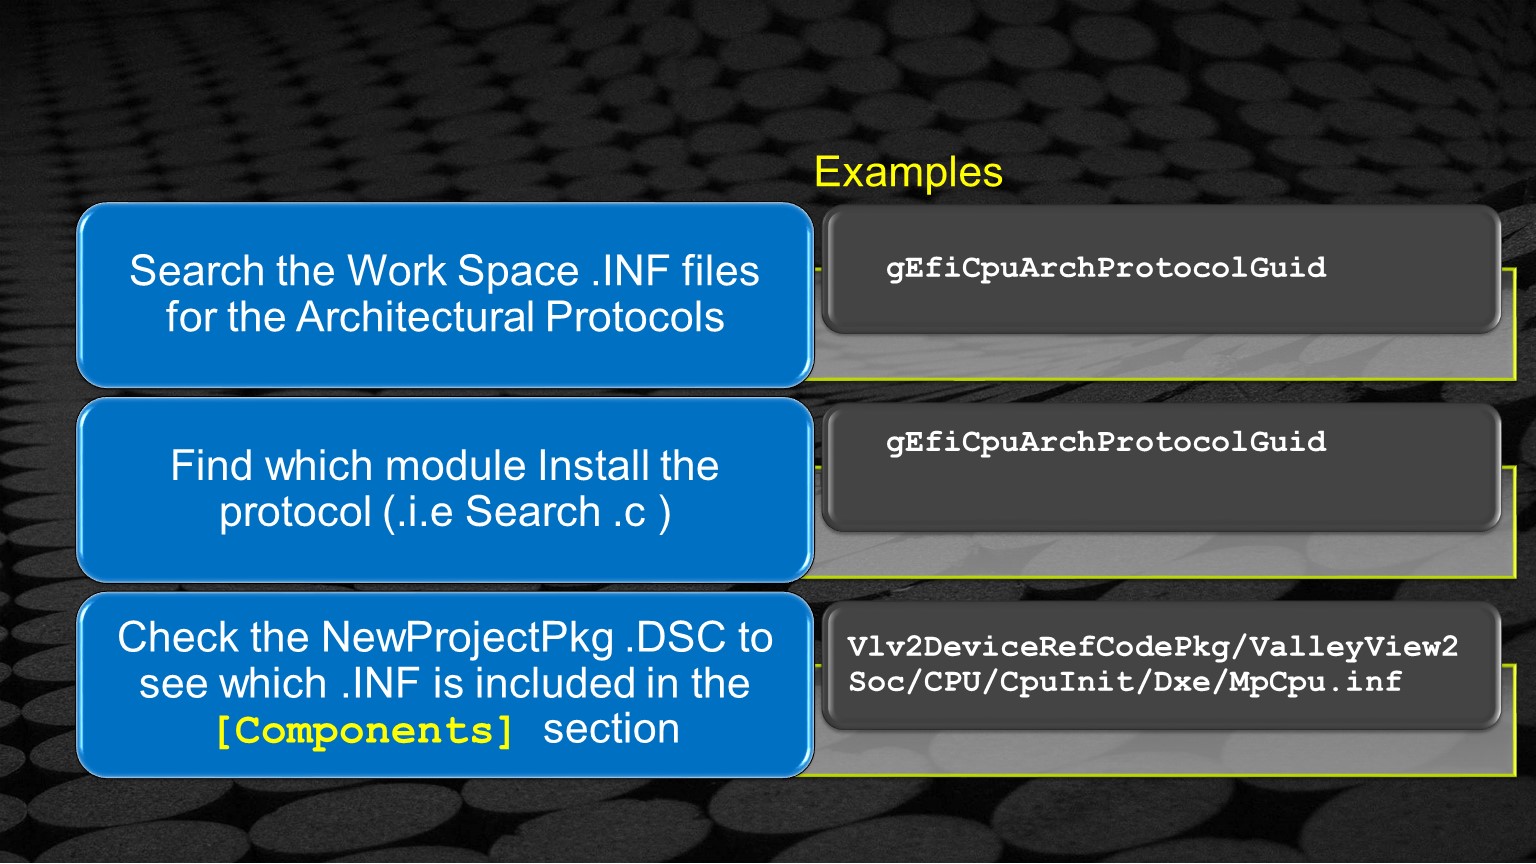 Examples
Search the Work Space .INF files
for the Architectural Protocols
gEfiCpuArchProtocolGuid
Find which module Install the
protocol (.i.e Search .c )
gEfiCpuArchProtocolGuid
Check the NewProjectPkg .DSC to
see which .INF is included in the
[Components] section
Vlv2DeviceRefCodePkg/ValleyView2
Soc/CPU/CpuInit/Dxe/MpCpu.inf